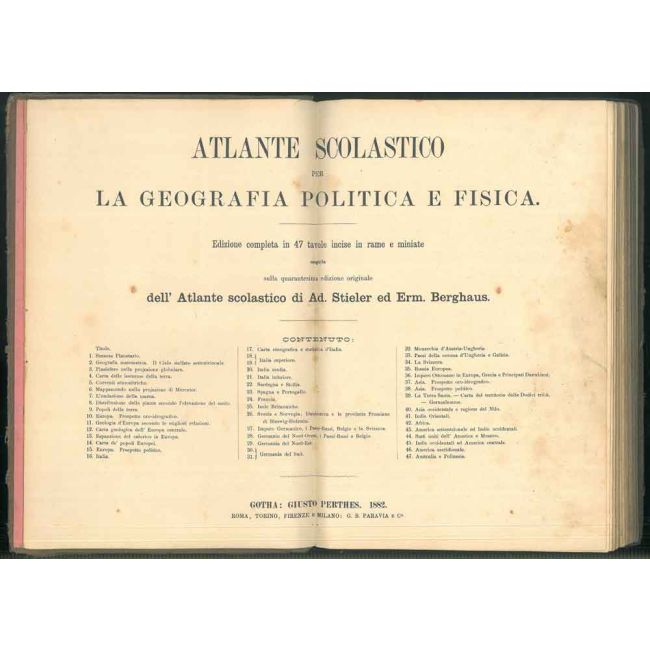 ATLANTE SCOLASTICO
PER
LA GEOGRAFIA POLITICA E FISICA.
Edizione completa in 47 tavole incise in rame e miniate
sulla quarantesima edizione originale
dell' Atlante scolastico di Ad. Stieler ed Erm. Berghaus.
CONTENUTO:
Titolo.
1. Sistema Planetario.
2. Geografia matematica. Il Cielo stellato settentrionale
3. Planisfero nella projezione globulare.
4. Carta delle isoterme della terra.
5. Correnti atmosferiche.
6. Mappamondo nella projezione di Mercator.
7. L'ondazione della marea.
8. Distribuzione delle piante secondo l'elevazione del suolo.
9. Popoli della terra.
10. Europa. Prospetto oro-idrografico.
11. Geologia d'Europa secondo le migliori relazioni.
12. Carta geologica dell' Europa centrale.
13. Espansione del calorico in Europa.
14. Carta de' popoli Europei.
15. Europa. Prospetto politico.
16. Italia.
17. Carta etnografica e statistica d'Italia.
18.
19. Italia superiore.
20. Italia media.
21. Italia inferiore.
22. Sardegna e Sicilia.
23. Spagna e Portogallo.
24. Francia.
25. Isole Britanniche.
26. Svezia e Norvegia, Danimarca e la provincia Prussiana
di Slesvig-Holstein.
27. Impero Germanico, i Paesi-Bassi, Belgio e la Svizzera.
28. Germania del Nord-Ovest, i Paesi-Bassi e Belgio.
29. Germania del Nord-Est.
30.
31. Germania del Sud.
32. Monarchia d'Austria-Ungheria.
33. Paesi della corona d'Ungheria e Galizia.
34. La Svizzera.
35. Russia Europea.
36. Impero Ottomano in Europa, Grecia e Principati Danubiani.
37. Asia. Prospetto oro-idrografico.
38. Asia. Prospetto politico.
39. La Terra Santa. — Carta del territorio delle Dodici tribù.
— Gerusalemme.
40. Asia occidentale e regione del Nilo.
41. Indie Orientali.
42. Africa.
43. America settentrionale ed Indie occidentali.
44. Stati uniti dell' America e Messico.
45. Indie occidentali ed America centrale.
46. America meridionale.
47. Australia e Polinesia.
GOTHA: GIUSTO PERTHES. 1882.
ROMA, TORINO, FIRENZE e MILANO: G. B. PARAVIA e Cª